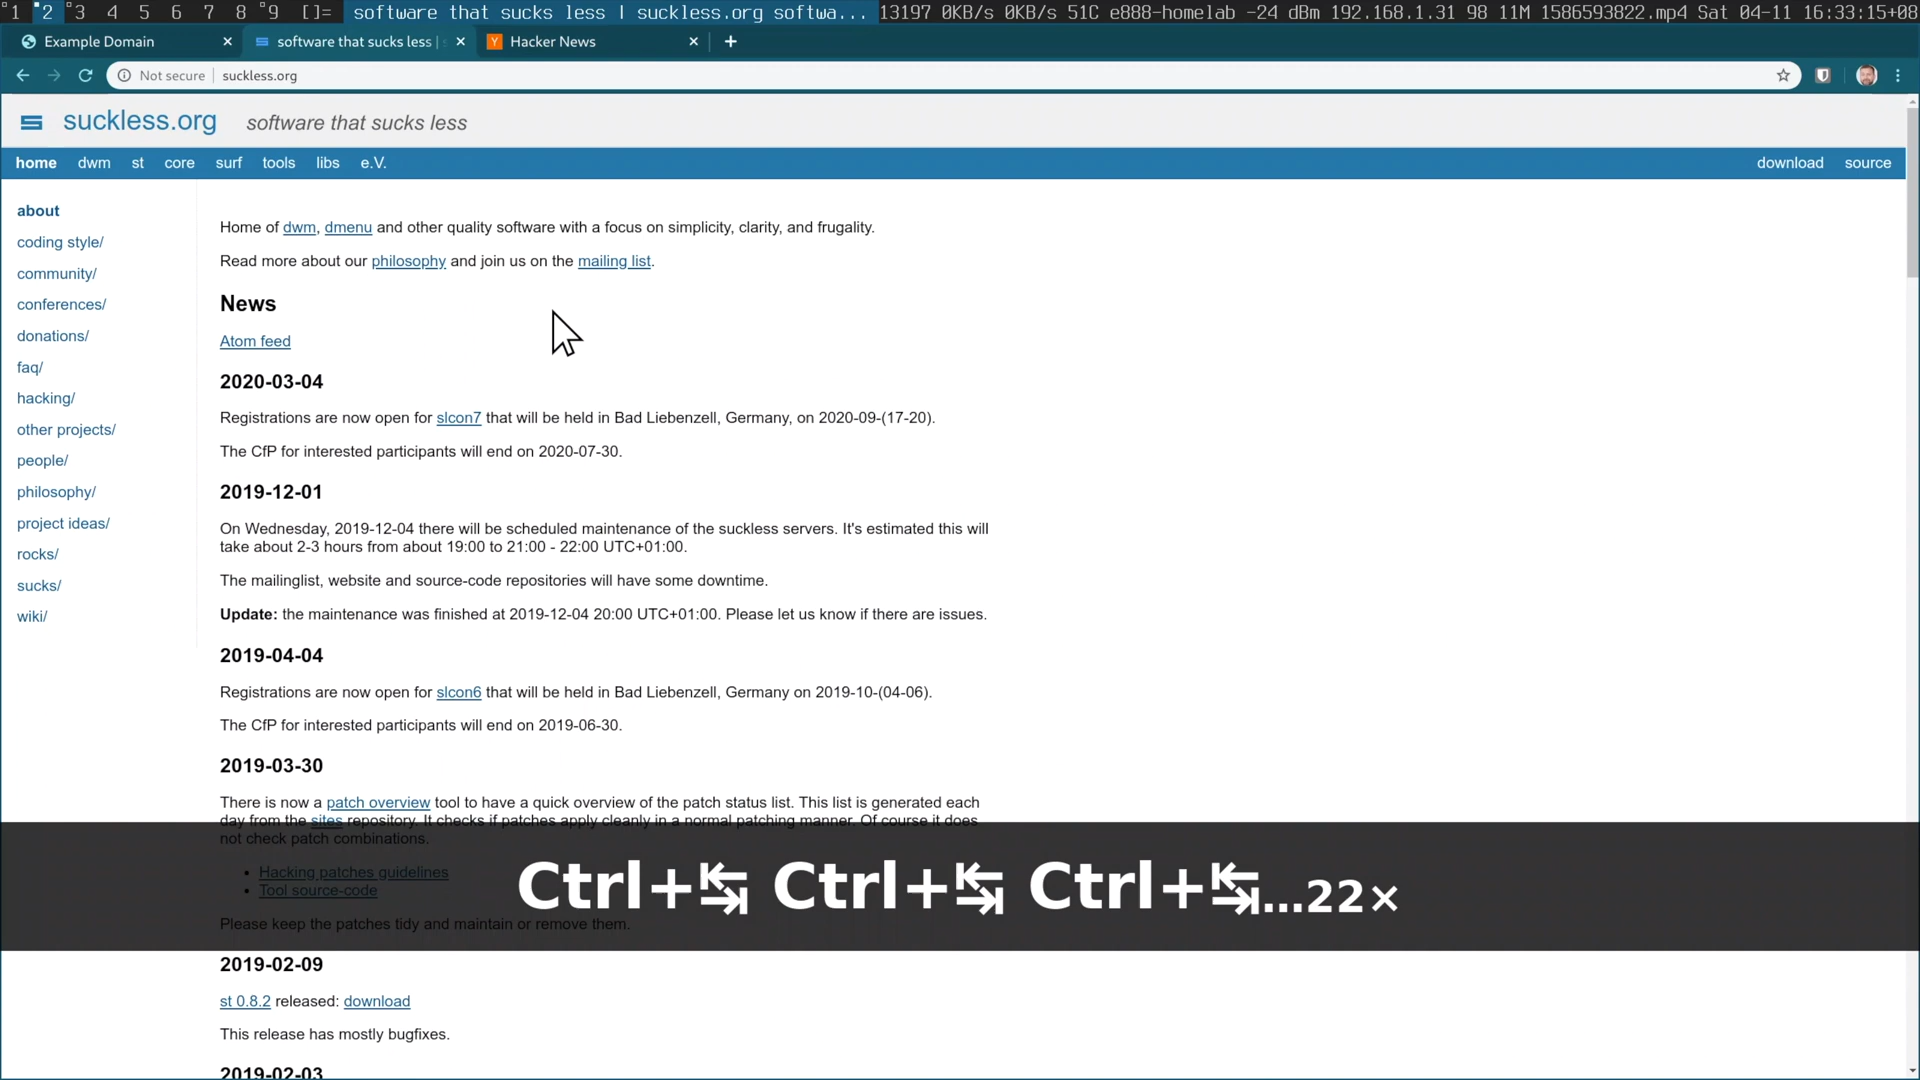 1 2 3 4 5 6 7 8 9 []= software that sucks less | suckless.org softwa... 13197 0KB/s 0KB/s 51C e888-homelab -24 dBm 192.168.1.31 98 11M 1586593822.mp4 Sat 04-11 16:33:15+08
Example Domain software that sucks less | Hacker News
Not secure suckless.org
suckless.org software that sucks less
home dwm st core surf tools libs e.V. download source
about
coding style/
community/
conferences/
donations/
faq/
hacking/
other projects/
people/
philosophy/
project ideas/
rocks/
sucks/
wiki/
Home of dwm, dmenu and other quality software with a focus on simplicity, clarity, and frugality.
Read more about our philosophy and join us on the mailing list.
News
Atom feed
2020-03-04
Registrations are now open for slcon7 that will be held in Bad Liebenzell, Germany, on 2020-09-(17-20).
The CfP for interested participants will end on 2020-07-30.
2019-12-01
On Wednesday, 2019-12-04 there will be scheduled maintenance of the suckless servers. It's estimated this will
take about 2-3 hours from about 19:00 to 21:00 - 22:00 UTC+01:00.
The mailinglist, website and source-code repositories will have some downtime.
Update: the maintenance was finished at 2019-12-04 20:00 UTC+01:00. Please let us know if there are issues.
2019-04-04
Registrations are now open for slcon6 that will be held in Bad Liebenzell, Germany on 2019-10-(04-06).
The CfP for interested participants will end on 2019-06-30.
2019-03-30
There is now a patch overview tool to have a quick overview of the patch status list. This list is generated each
day from the sites repository. It checks if patches apply cleanly in a normal patching manner. Of course it does
not check patch combinations.
• Hacking patches guidelines
• Tool source-code
Ctrl+↹ Ctrl+↹ Ctrl+↹...22×
Please keep the patches tidy and maintain or remove them.
2019-02-09
st 0.8.2 released: download
This release has mostly bugfixes.
2019-02-03